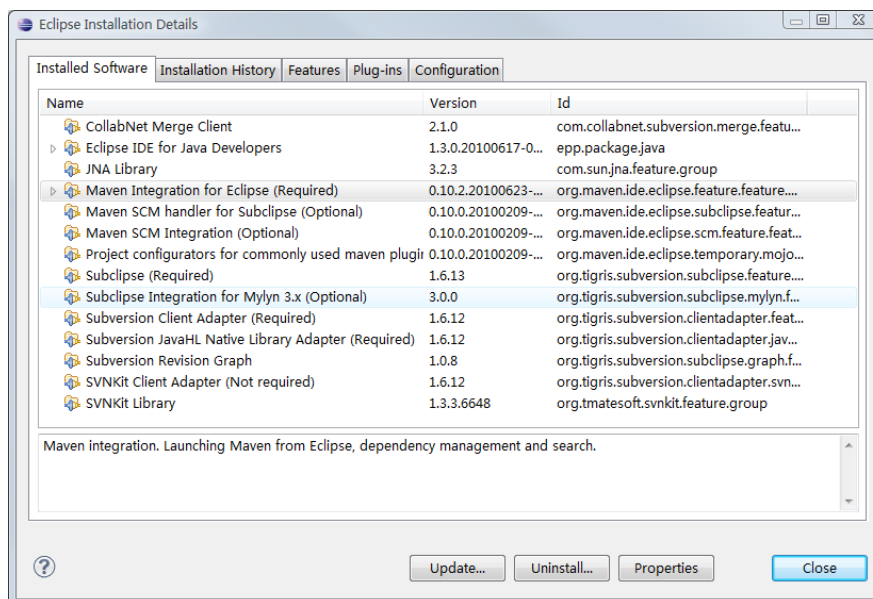 Eclipse Installation Details
Installed Software Installation History Features Plug-ins Configuration
Name Version Id
CollabNet Merge Client 2.1.0 com.collabnet.subversion.merge.featu...
Eclipse IDE for Java Developers 1.3.0.20100617-0... epp.package.java
JNA Library 3.2.3 com.sun.jna.feature.group
Maven Integration for Eclipse (Required) 0.10.2.20100623-... org.maven.ide.eclipse.feature.feature....
Maven SCM handler for Subclipse (Optional) 0.10.0.20100209-... org.maven.ide.eclipse.subclipse.featur...
Maven SCM Integration (Optional) 0.10.0.20100209-... org.maven.ide.eclipse.scm.feature.feat...
Project configurators for commonly used maven plugin 0.10.0.20100209-... org.maven.ide.eclipse.temporary.mojo...
Subclipse (Required) 1.6.13 org.tigris.subversion.subclipse.feature....
Subclipse Integration for Mylyn 3.x (Optional) 3.0.0 org.tigris.subversion.subclipse.mylyn.f...
Subversion Client Adapter (Required) 1.6.12 org.tigris.subversion.clientadapter.feat...
Subversion JavaHL Native Library Adapter (Required) 1.6.12 org.tigris.subversion.clientadapter.jav...
Subversion Revision Graph 1.0.8 org.tigris.subversion.subclipse.graph.f...
SVNKit Client Adapter (Not required) 1.6.12 org.tigris.subversion.clientadapter.svn...
SVNKit Library 1.3.3.6648 org.tmatesoft.svnkit.feature.group
Maven integration. Launching Maven from Eclipse, dependency management and search.
? Update... Uninstall... Properties Close